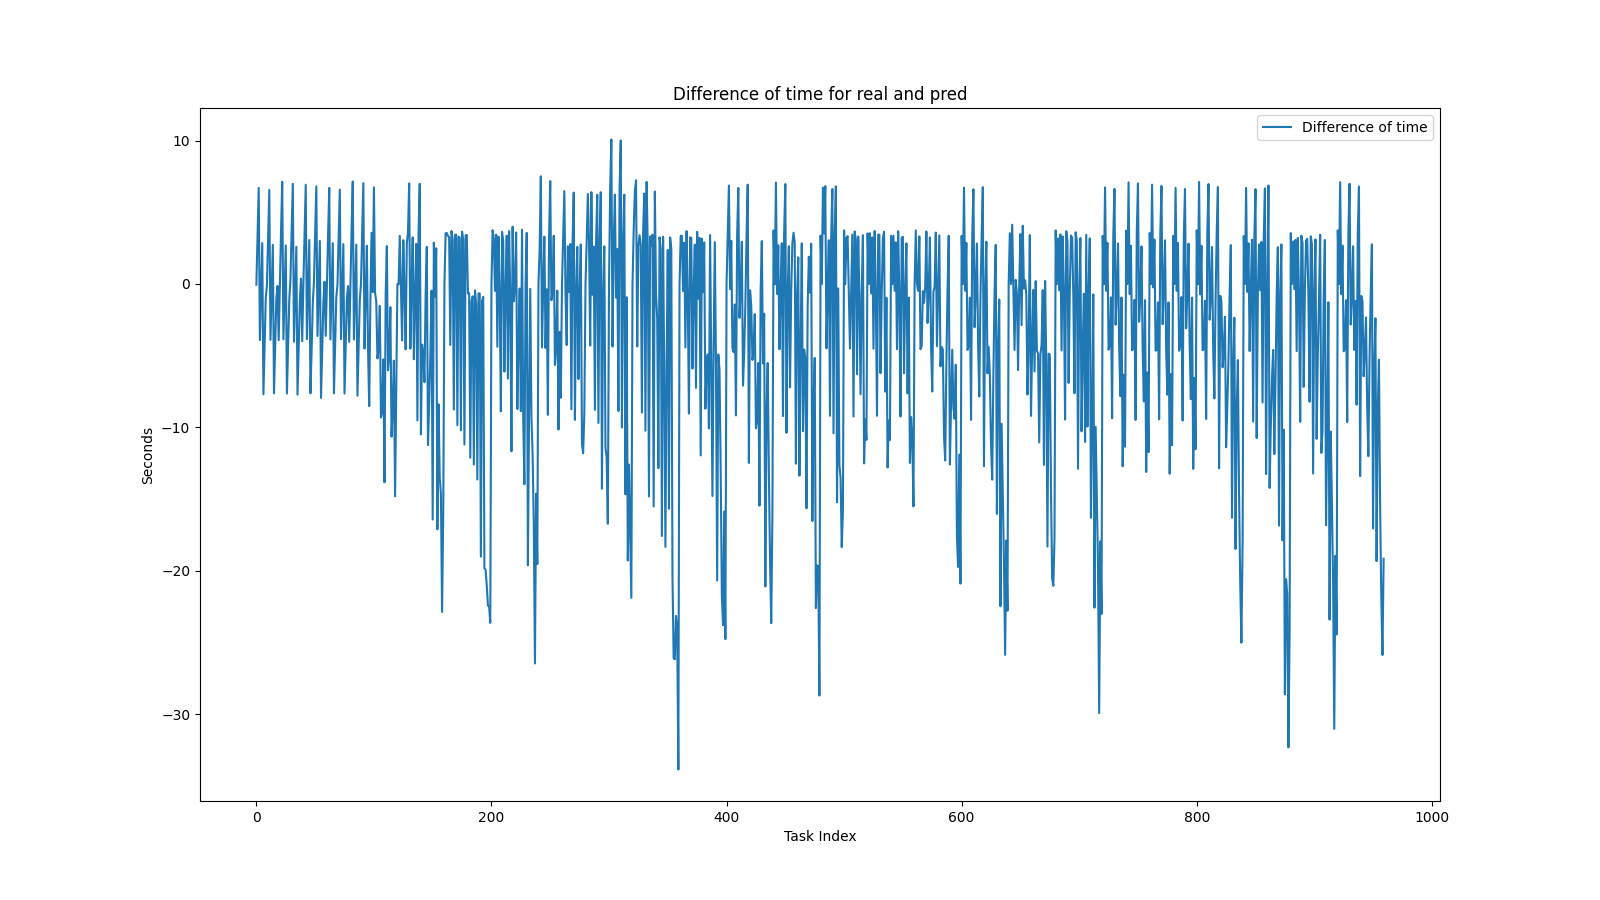 Difference of time for real and pred
Difference of time
10
0
−10
−20
−30
Seconds
0 200 400 600 800 1000
Task Index